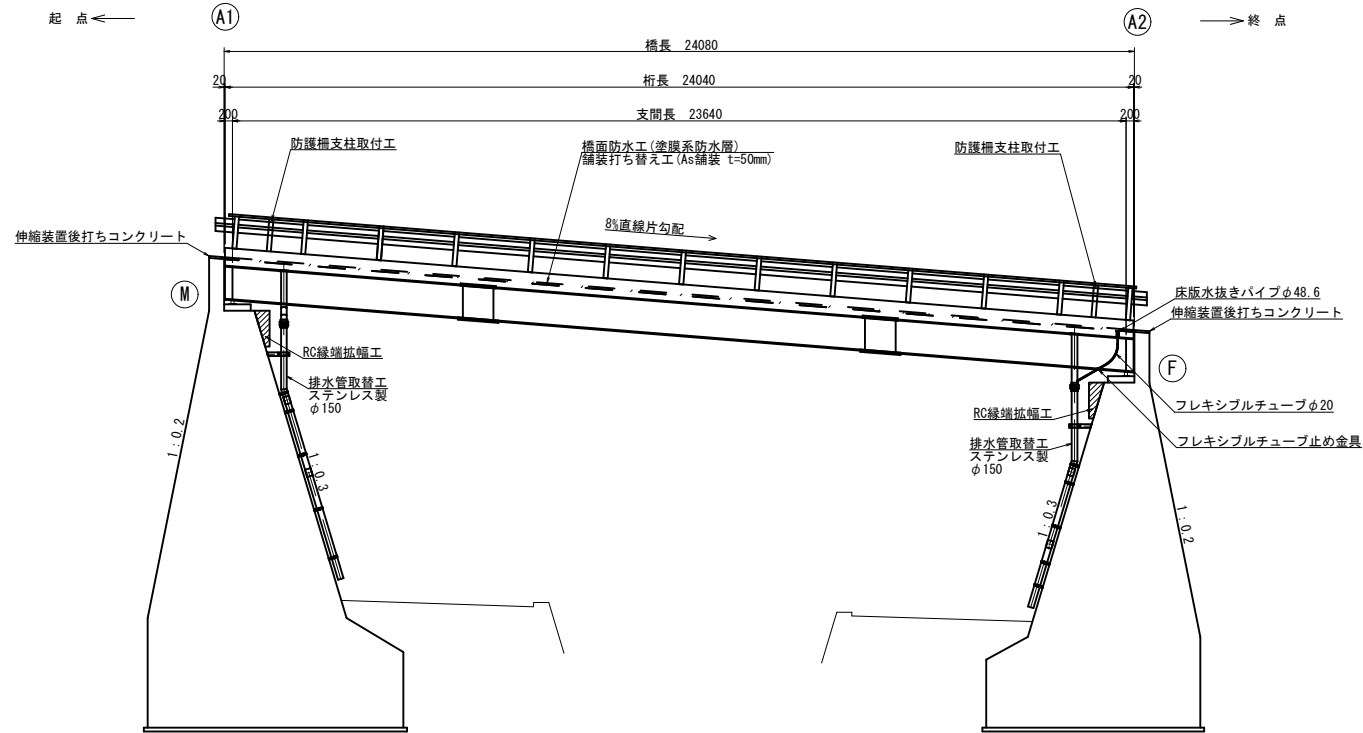 起 点
A1
A2
終 点
橋長 24080
20
桁長 24040
20
200
支間長 23640
200
防護柵支柱取付工
橋面防水工(塗膜系防水層)
舗装打ち替え工(As舗装 t=50mm)
防護柵支柱取付工
8%直線片勾配
伸縮装置後打ちコンクリート
M
床版水抜きパイプφ48.6
伸縮装置後打ちコンクリート
RC縁端拡幅工
F
排水管取替工
ステンレス製
φ150
フレキシブルチューブφ20
RC縁端拡幅工
フレキシブルチューブ止め金具
排水管取替工
ステンレス製
φ150
1:0.2
1:0.3
1:0.3
1:0.2